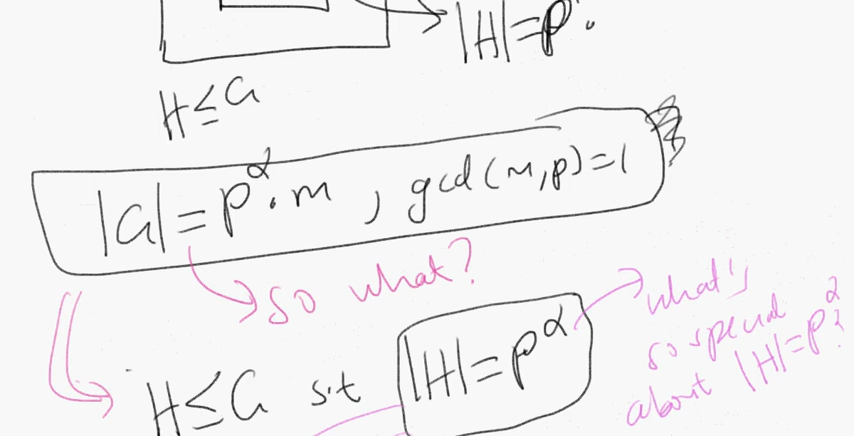 |H|=p.
H≤G
|G|=p^α.m , gcd(m,p)=1
so what?
what's
so special
about |H|=p^α?
H≤G s.t |H|=p^α